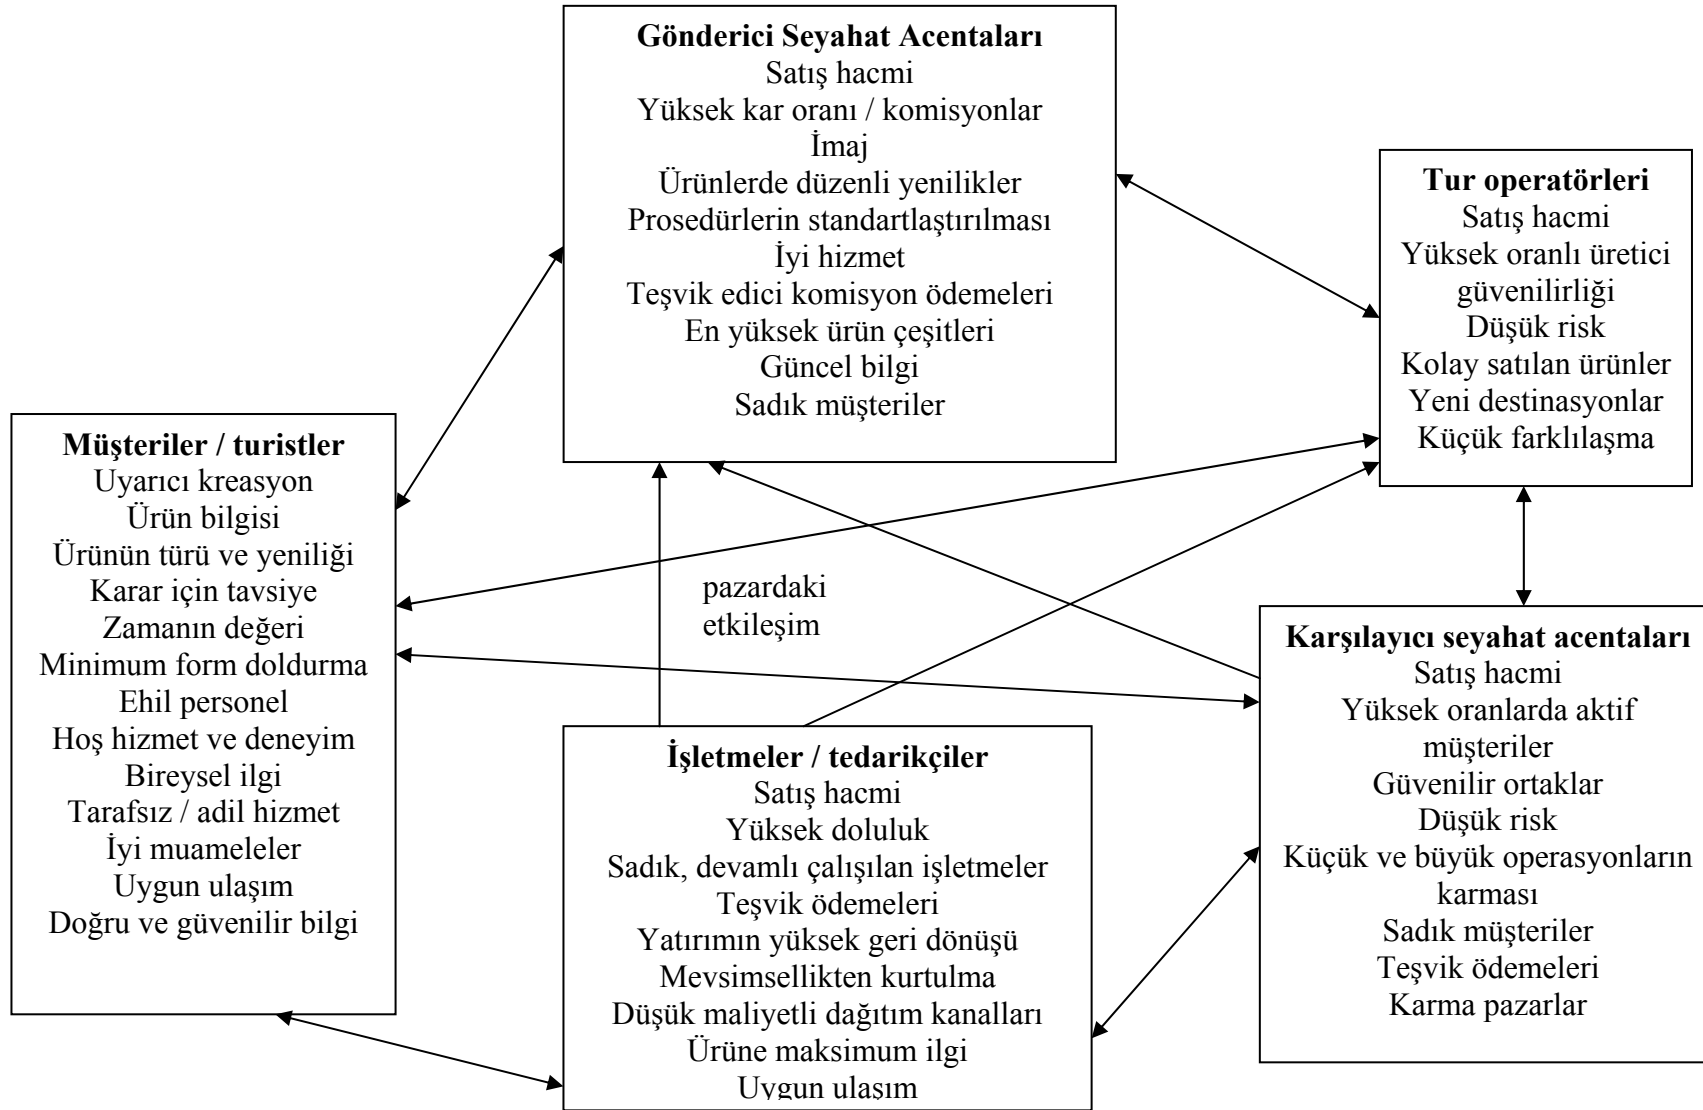 Gönderici Seyahat Acentaları
Satış hacmi
Yüksek kar oranı / komisyonlar
İmaj
Ürünlerde düzenli yenilikler
Prosedürlerin standartlaştırılması
İyi hizmet
Teşvik edici komisyon ödemeleri
En yüksek ürün çeşitleri
Güncel bilgi
Sadık müşteriler
Tur operatörleri
Satış hacmi
Yüksek oranlı üretici
güvenilirliği
Düşük risk
Kolay satılan ürünler
Yeni destinasyonlar
Küçük farklılaşma
Müşteriler / turistler
Uyarıcı kreasyon
Ürün bilgisi
Ürünün türü ve yeniliği
Karar için tavsiye
Zamanın değeri
Minimum form doldurma
Ehil personel
Hoş hizmet ve deneyim
Bireysel ilgi
Tarafsız / adil hizmet
İyi muameleler
Uygun ulaşım
Doğru ve güvenilir bilgi
pazardaki
etkileşim
Karşılayıcı seyahat acentaları
Satış hacmi
Yüksek oranlarda aktif
müşteriler
Güvenilir ortaklar
Düşük risk
Küçük ve büyük operasyonların
karması
Sadık müşteriler
Teşvik ödemeleri
Karma pazarlar
İşletmeler / tedarikçiler
Satış hacmi
Yüksek doluluk
Sadık, devamlı çalışılan işletmeler
Teşvik ödemeleri
Yatırımın yüksek geri dönüşü
Mevsimsellikten kurtulma
Düşük maliyetli dağıtım kanalları
Ürüne maksimum ilgi
Uygun ulaşım